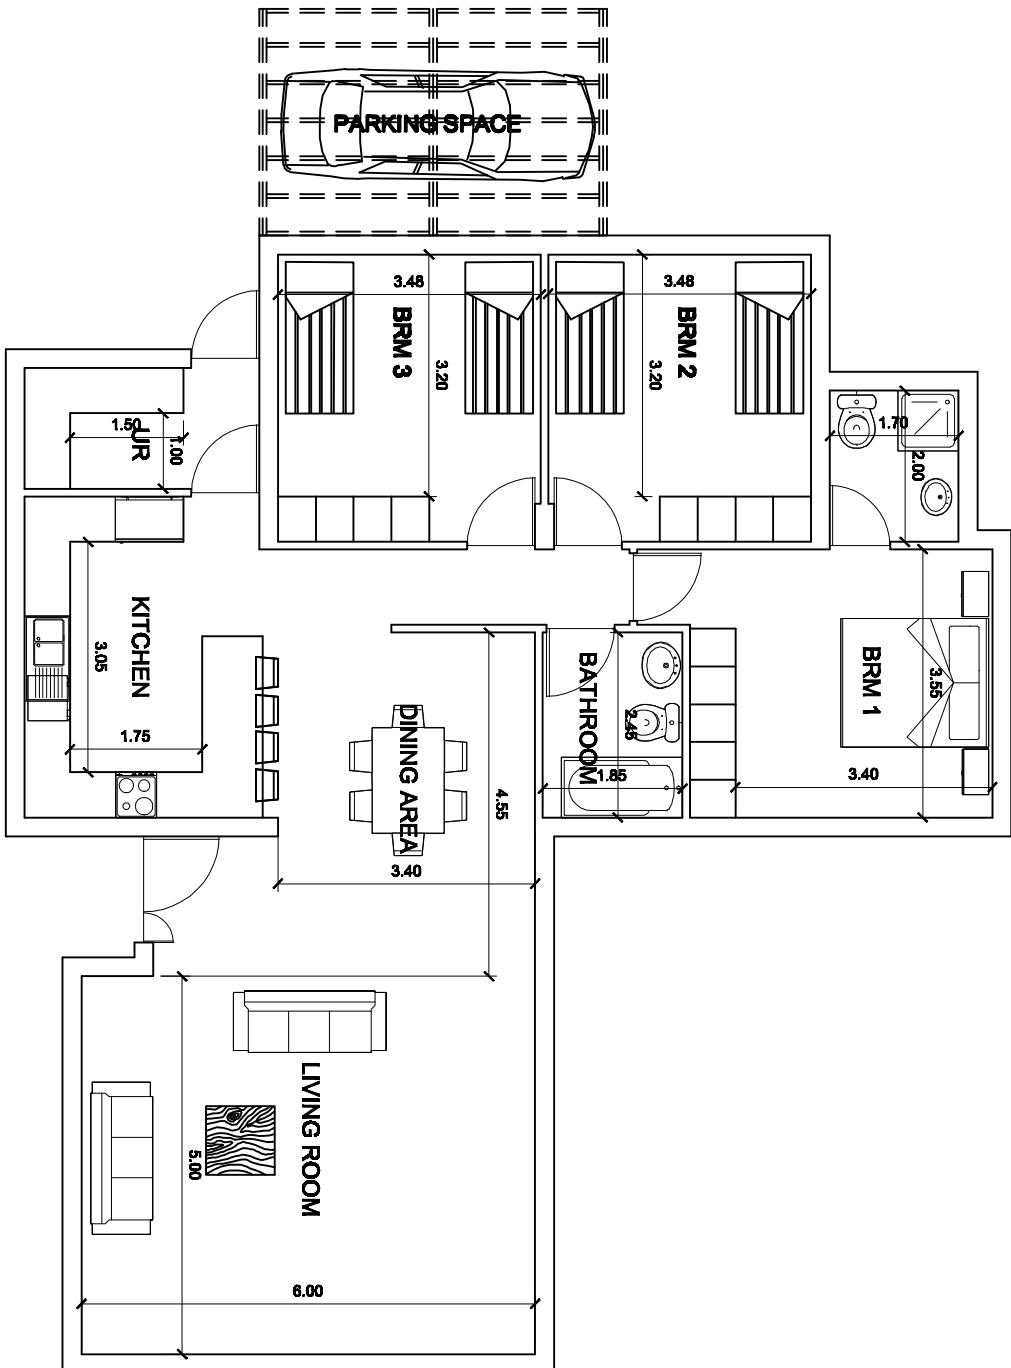 PARKING SPACE
3.48
BRM 3
3.20
3.48
BRM 2
3.20
1.50
UR
1.00
1.70
2.00
KITCHEN
3.05
1.75
BATHROOM
2.45
1.85
BRM 1
3.55
3.40
DINING AREA
4.55
3.40
LIVING ROOM
5.00
6.00